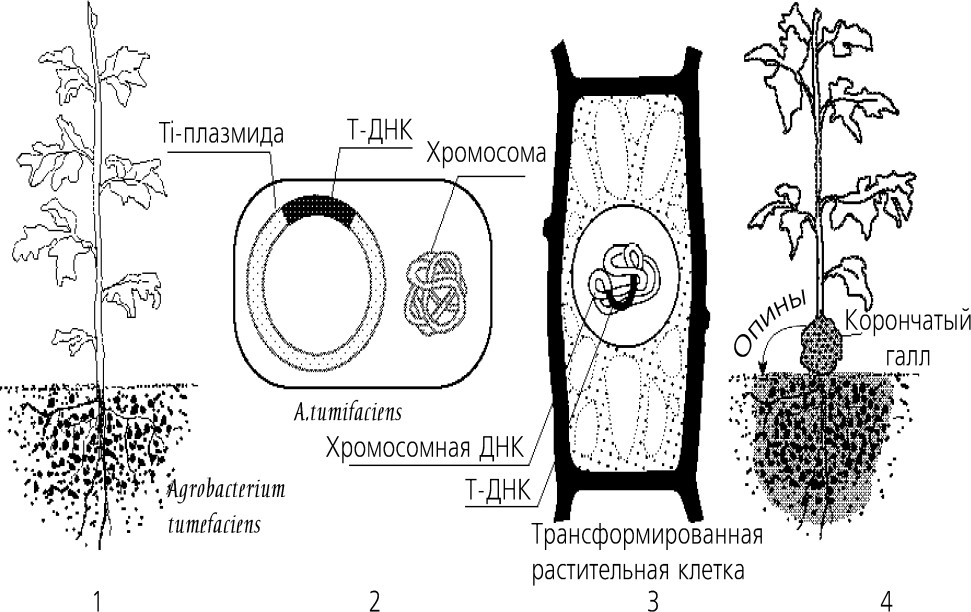 Ti-плазмида
Т-ДНК
Хромосома
A.tumifaciens
Agrobacterium
tumefaciens
Хромосомная ДНК
Т-ДНК
Трансформированная
растительная клетка
Опины
Корончатый
галл
1
2
3
4